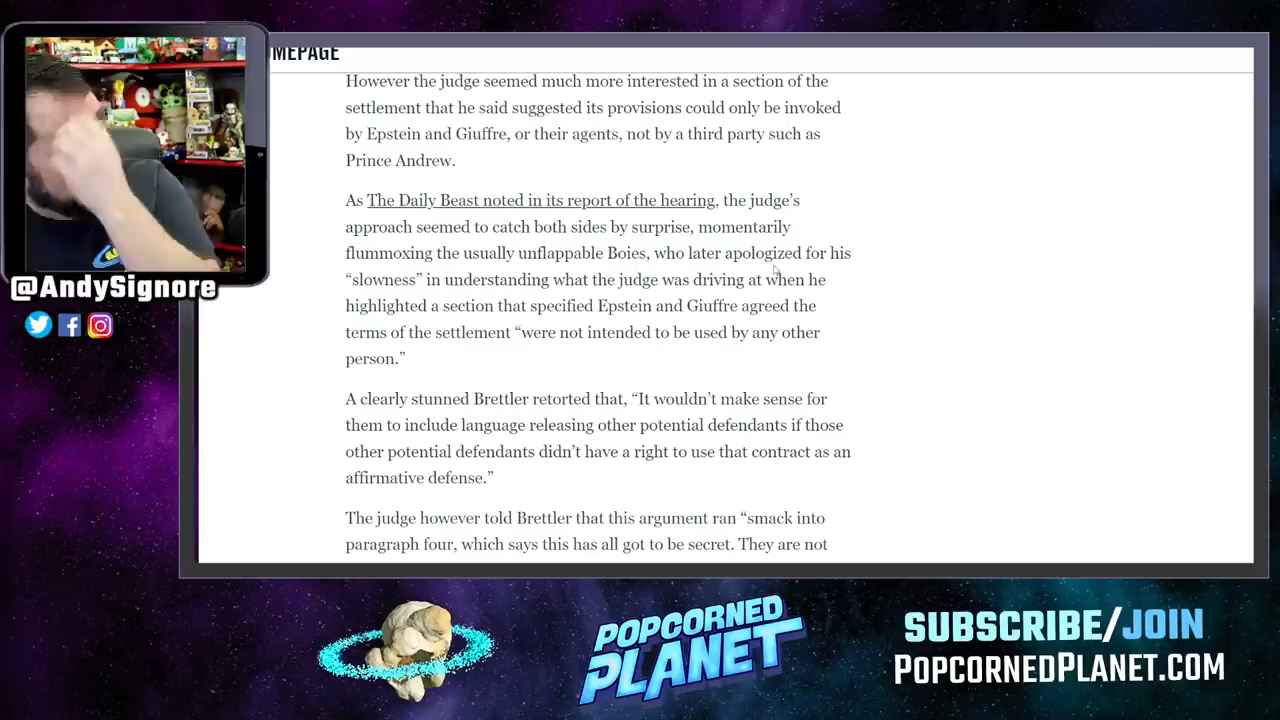 MEPAGE
However the judge seemed much more interested in a section of the
settlement that he said suggested its provisions could only be invoked
by Epstein and Giuffre, or their agents, not by a third party such as
Prince Andrew.
As The Daily Beast noted in its report of the hearing, the judge’s
approach seemed to catch both sides by surprise, momentarily
flummoxing the usually unflappable Boies, who later apologized for his
“slowness” in understanding what the judge was driving at when he
highlighted a section that specified Epstein and Giuffre agreed the
terms of the settlement “were not intended to be used by any other
person.”
A clearly stunned Brettler retorted that, “It wouldn’t make sense for
them to include language releasing other potential defendants if those
other potential defendants didn’t have a right to use that contract as an
affirmative defense.”
The judge however told Brettler that this argument ran “smack into
paragraph four, which says this has all got to be secret. They are not
@AndySignore
POPCORNED
PLANET
SUBSCRIBE/JOIN
POPCORNEDPLANET.COM